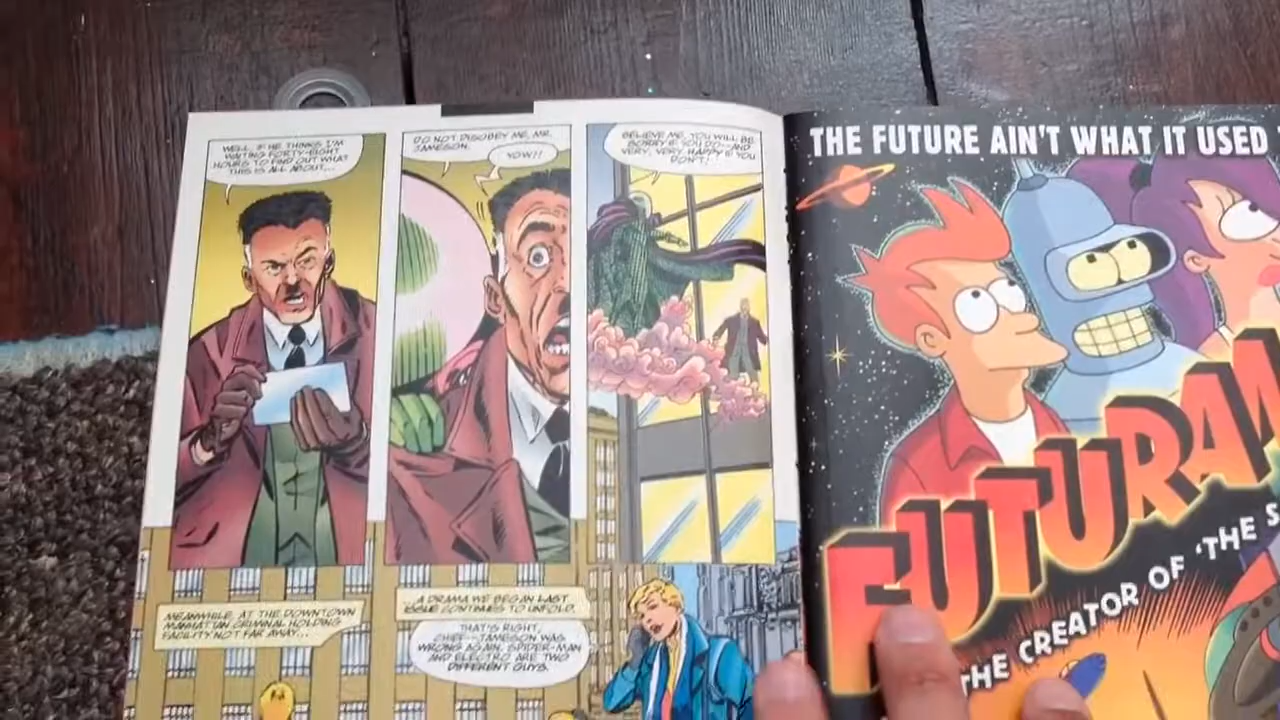 WELL, IF HE THINKS I'M
WAITING FORTY-EIGHT
HOURS TO FIND OUT WHAT
THIS IS ALL ABOUT...
DO NOT DISOBEY ME, MR.
JAMESON.
YOW!!
BELIEVE ME, YOU WILL BE
SORRY IF YOU DO--AND
VERY, VERY HAPPY IF YOU
DON'T!
MEANWHILE, AT THE DOWNTOWN
MANHATTAN CRIMINAL HOLDING
FACILITY NOT FAR AWAY...
A DRAMA WE BEGAN LAST
ISSUE CONTINUES TO UNFOLD.
THAT'S RIGHT,
CHIEF--JAMESON WAS
WRONG AGAIN. SPIDER-MAN
AND ELECTRO ARE TWO
DIFFERENT GUYS.
THE FUTURE AIN'T WHAT IT USED
FUTURAM
THE CREATOR OF 'THE S